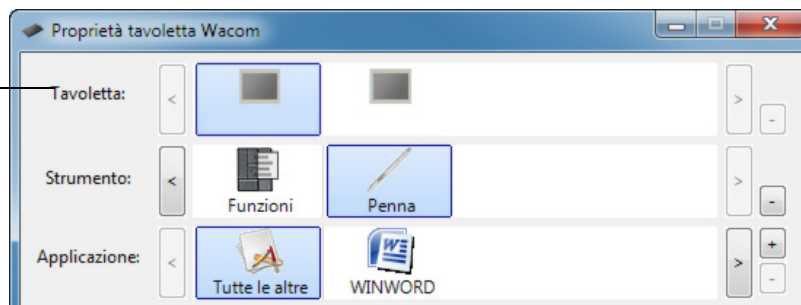 Proprietà tavoletta Wacom
Tavoletta:
< >
-
Strumento:
< Funzioni Penna >
-
Applicazione:
< Tutte le altre WINWORD >
+
-